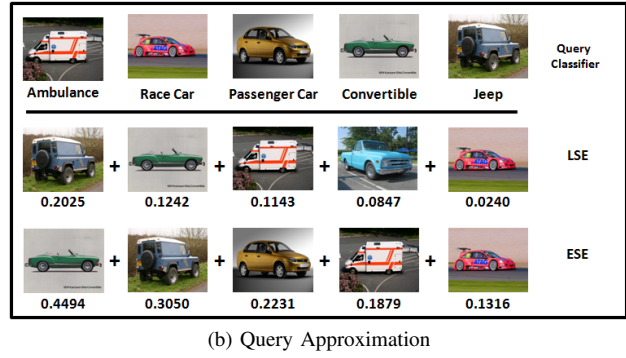 Query
Classifier
Ambulance Race Car Passenger Car Convertible Jeep
+ + + + LSE
0.2025 0.1242 0.1143 0.0847 0.0240
+ + + + ESE
0.4494 0.3050 0.2231 0.1879 0.1316
(b) Query Approximation